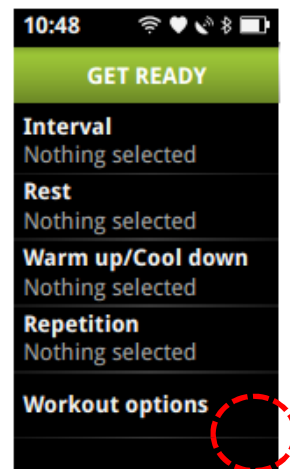 10:48
GET READY
Interval
Nothing selected
Rest
Nothing selected
Warm up/Cool down
Nothing selected
Repetition
Nothing selected
Workout options